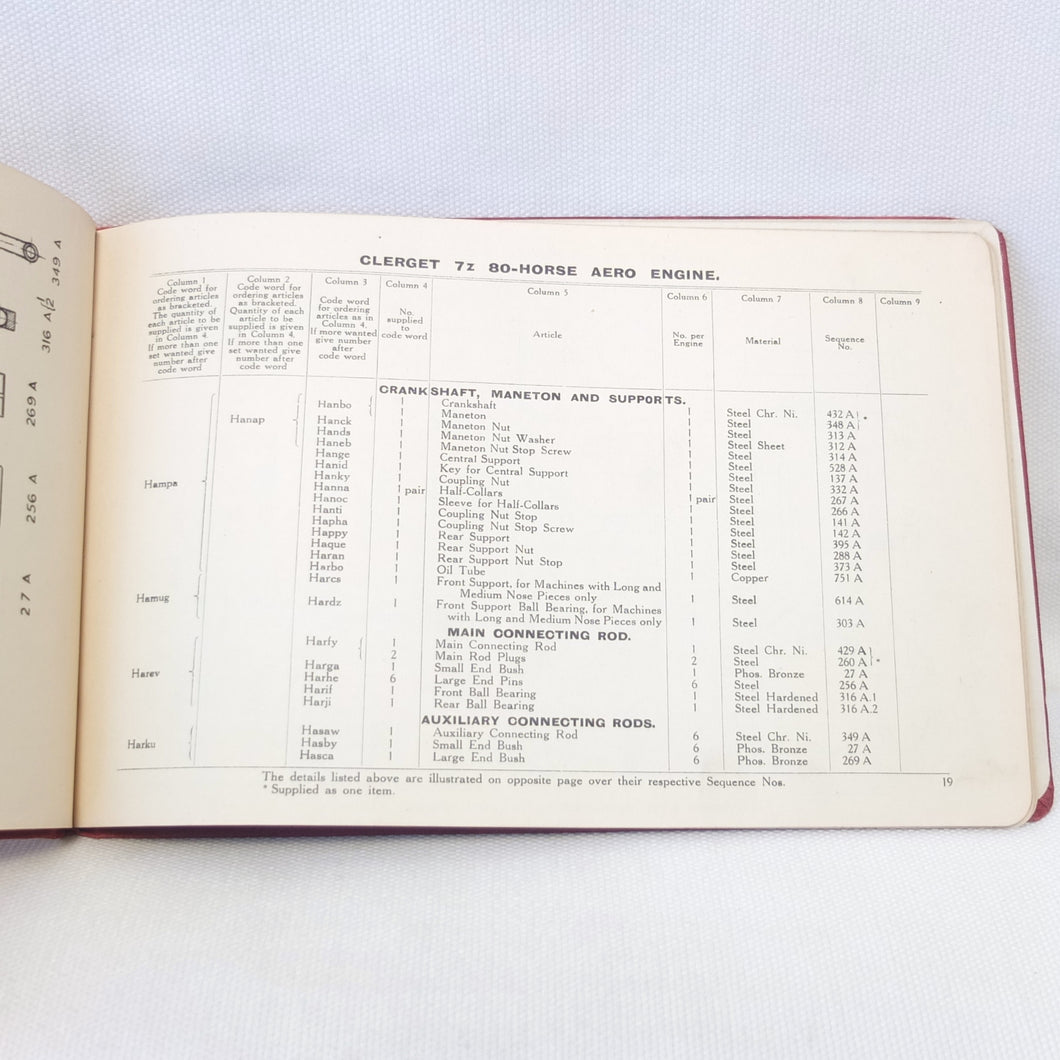 349 A
316 A/½
269 A
256 A
27 A
CLERGET 7z 80-HORSE AERO ENGINE.
Column 1
Code word for
ordering articles
as bracketed.
The quantity of
each article to be
supplied is given
in Column 4.
If more than one
set wanted give
number after
code word
Column 2
Code word for
ordering articles
as bracketed.
Quantity of each
article to be
supplied is given
in Column 4.
If more than one
set wanted give
number after
code word
Column 3
Code word
for ordering
articles as in
Column 4.
If more wanted
give number
after
code word
Column 4
No.
supplied
to
code word
Column 5
Article
Column 6
No. per
Engine
Column 7
Material
Column 8
Sequence
No.
Column 9
CRANKSHAFT, MANETON AND SUPPORTS.
Hampa Hanap Hanbo 1 Crankshaft 1 Steel Chr. Ni. 432 A *
1 Maneton 1 Steel 348 A
Hanck 1 Maneton Nut 1 Steel 313 A
Hands 1 Maneton Nut Washer 1 Steel Sheet 312 A
Haneb 1 Maneton Nut Stop Screw 1 Steel 314 A
Hange 1 Central Support 1 Steel 528 A
Hanid 1 Key for Central Support 1 Steel 137 A
Hanky 1 Coupling Nut 1 Steel 332 A
Hanna 1 pair Half-Collars 1 pair Steel 267 A
Hanoc 1 Sleeve for Half-Collars 1 Steel 266 A
Hanti 1 Coupling Nut Stop 1 Steel 141 A
Hapha 1 Coupling Nut Stop Screw 1 Steel 142 A
Happy 1 Rear Support 1 Steel 395 A
Haque 1 Rear Support Nut 1 Steel 288 A
Haran 1 Rear Support Nut Stop 1 Steel 373 A
Harbo 1 Oil Tube 1 Copper 751 A
Hamug Harcs 1 Front Support, for Machines with Long and
Medium Nose Pieces only 1 Steel 614 A
Hardz 1 Front Support Ball Bearing, for Machines
with Long and Medium Nose Pieces only 1 Steel 303 A
MAIN CONNECTING ROD.
Harev Harfy 1 Main Connecting Rod 1 Steel Chr. Ni. 429 A *
2 Main Rod Plugs 2 Steel 260 A
Harga 1 Small End Bush 1 Phos. Bronze 27 A
Harhe 6 Large End Pins 6 Steel 256 A
Harif 1 Front Ball Bearing 1 Steel Hardened 316 A.1
Harji 1 Rear Ball Bearing 1 Steel Hardened 316 A.2
AUXILIARY CONNECTING RODS.
Harku Hasaw 1 Auxiliary Connecting Rod 6 Steel Chr. Ni. 349 A
Hasby 1 Small End Bush 6 Phos. Bronze 27 A
Hasca 1 Large End Bush 6 Phos. Bronze 269 A
The details listed above are illustrated on opposite page over their respective Sequence Nos.
* Supplied as one item.
19